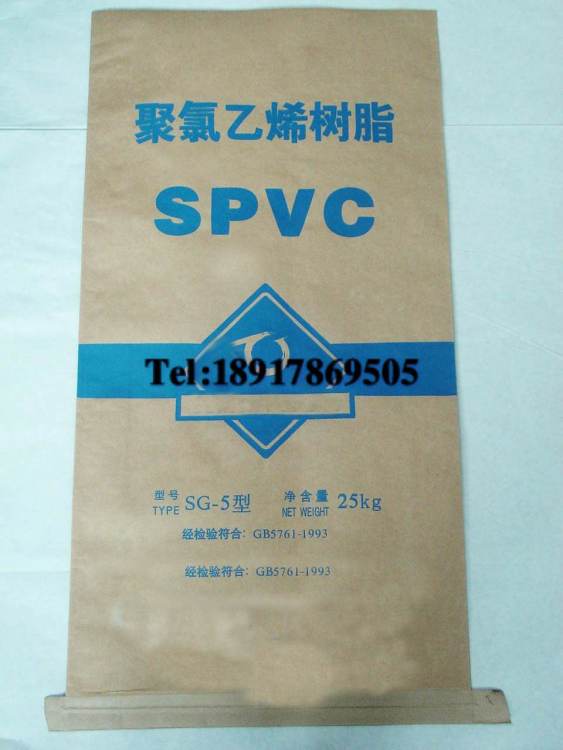 聚氯乙烯树脂
SPVC
Tel:18917869505
型号 TYPE SG-5型 净含量 NET WEIGHT 25kg
经检验符合: GB5761-1993
经检验符合: GB5761-1993